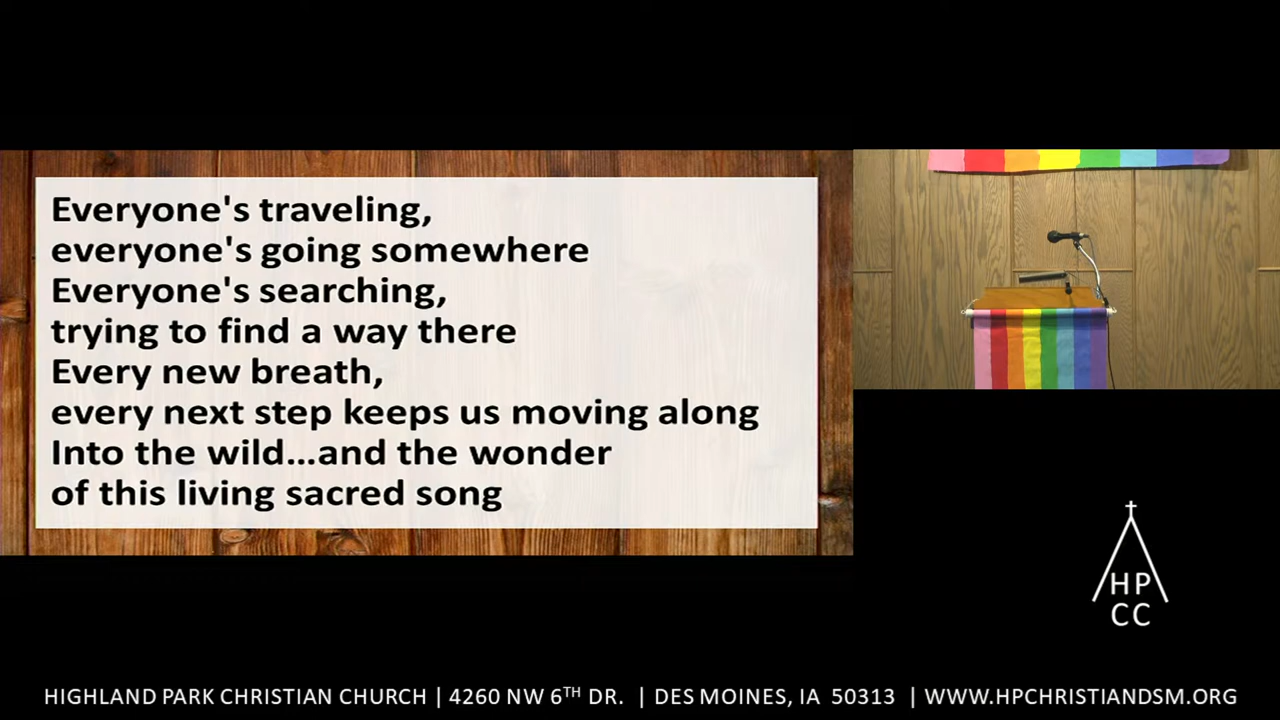 Everyone's traveling,
everyone's going somewhere
Everyone's searching,
trying to find a way there
Every new breath,
every next step keeps us moving along
Into the wild...and the wonder
of this living sacred song
HP
CC
HIGHLAND PARK CHRISTIAN CHURCH | 4260 NW 6TH DR. | DES MOINES, IA 50313 | WWW.HPCHRISTIANDSM.ORG